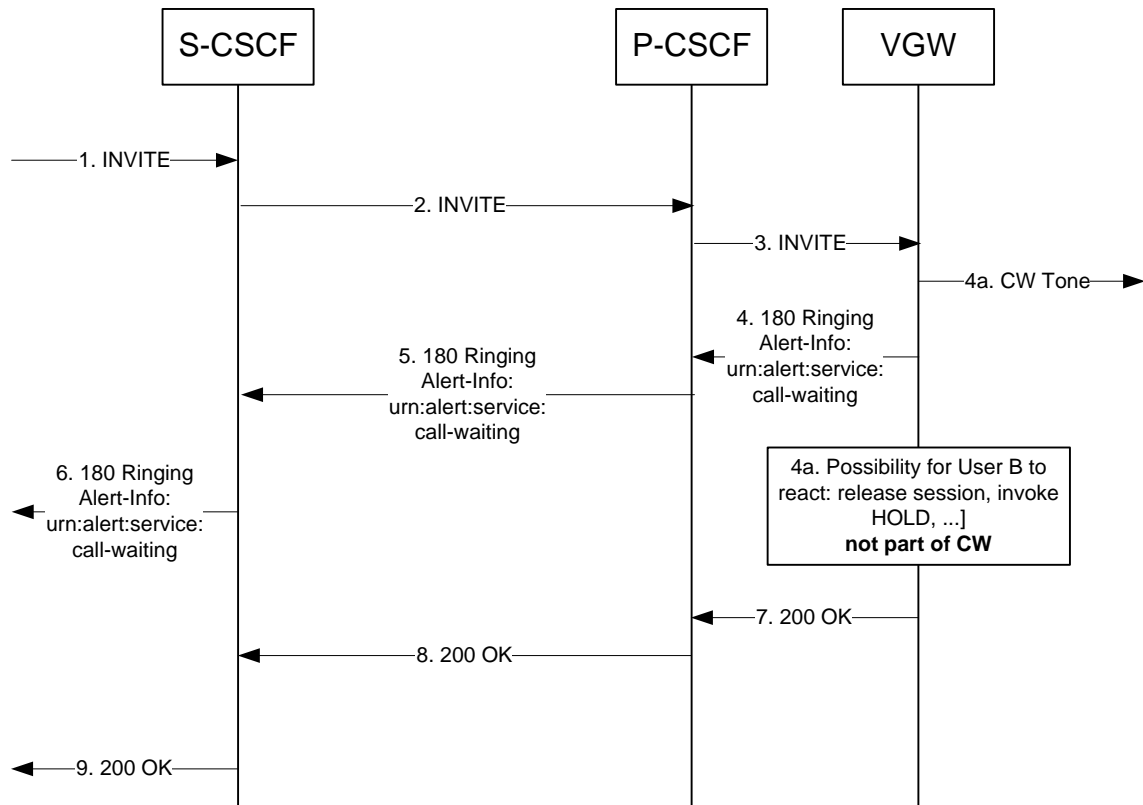 S-CSCF
P-CSCF
VGW
1. INVITE
2. INVITE
3. INVITE
4a. CW Tone
4. 180 Ringing
Alert-Info:
urn:alert:service:
call-waiting
5. 180 Ringing
Alert-Info:
urn:alert:service:
call-waiting
6. 180 Ringing
Alert-Info:
urn:alert:service:
call-waiting
4a. Possibility for User B to
react: release session, invoke
HOLD, ...]
not part of CW
7. 200 OK
8. 200 OK
9. 200 OK